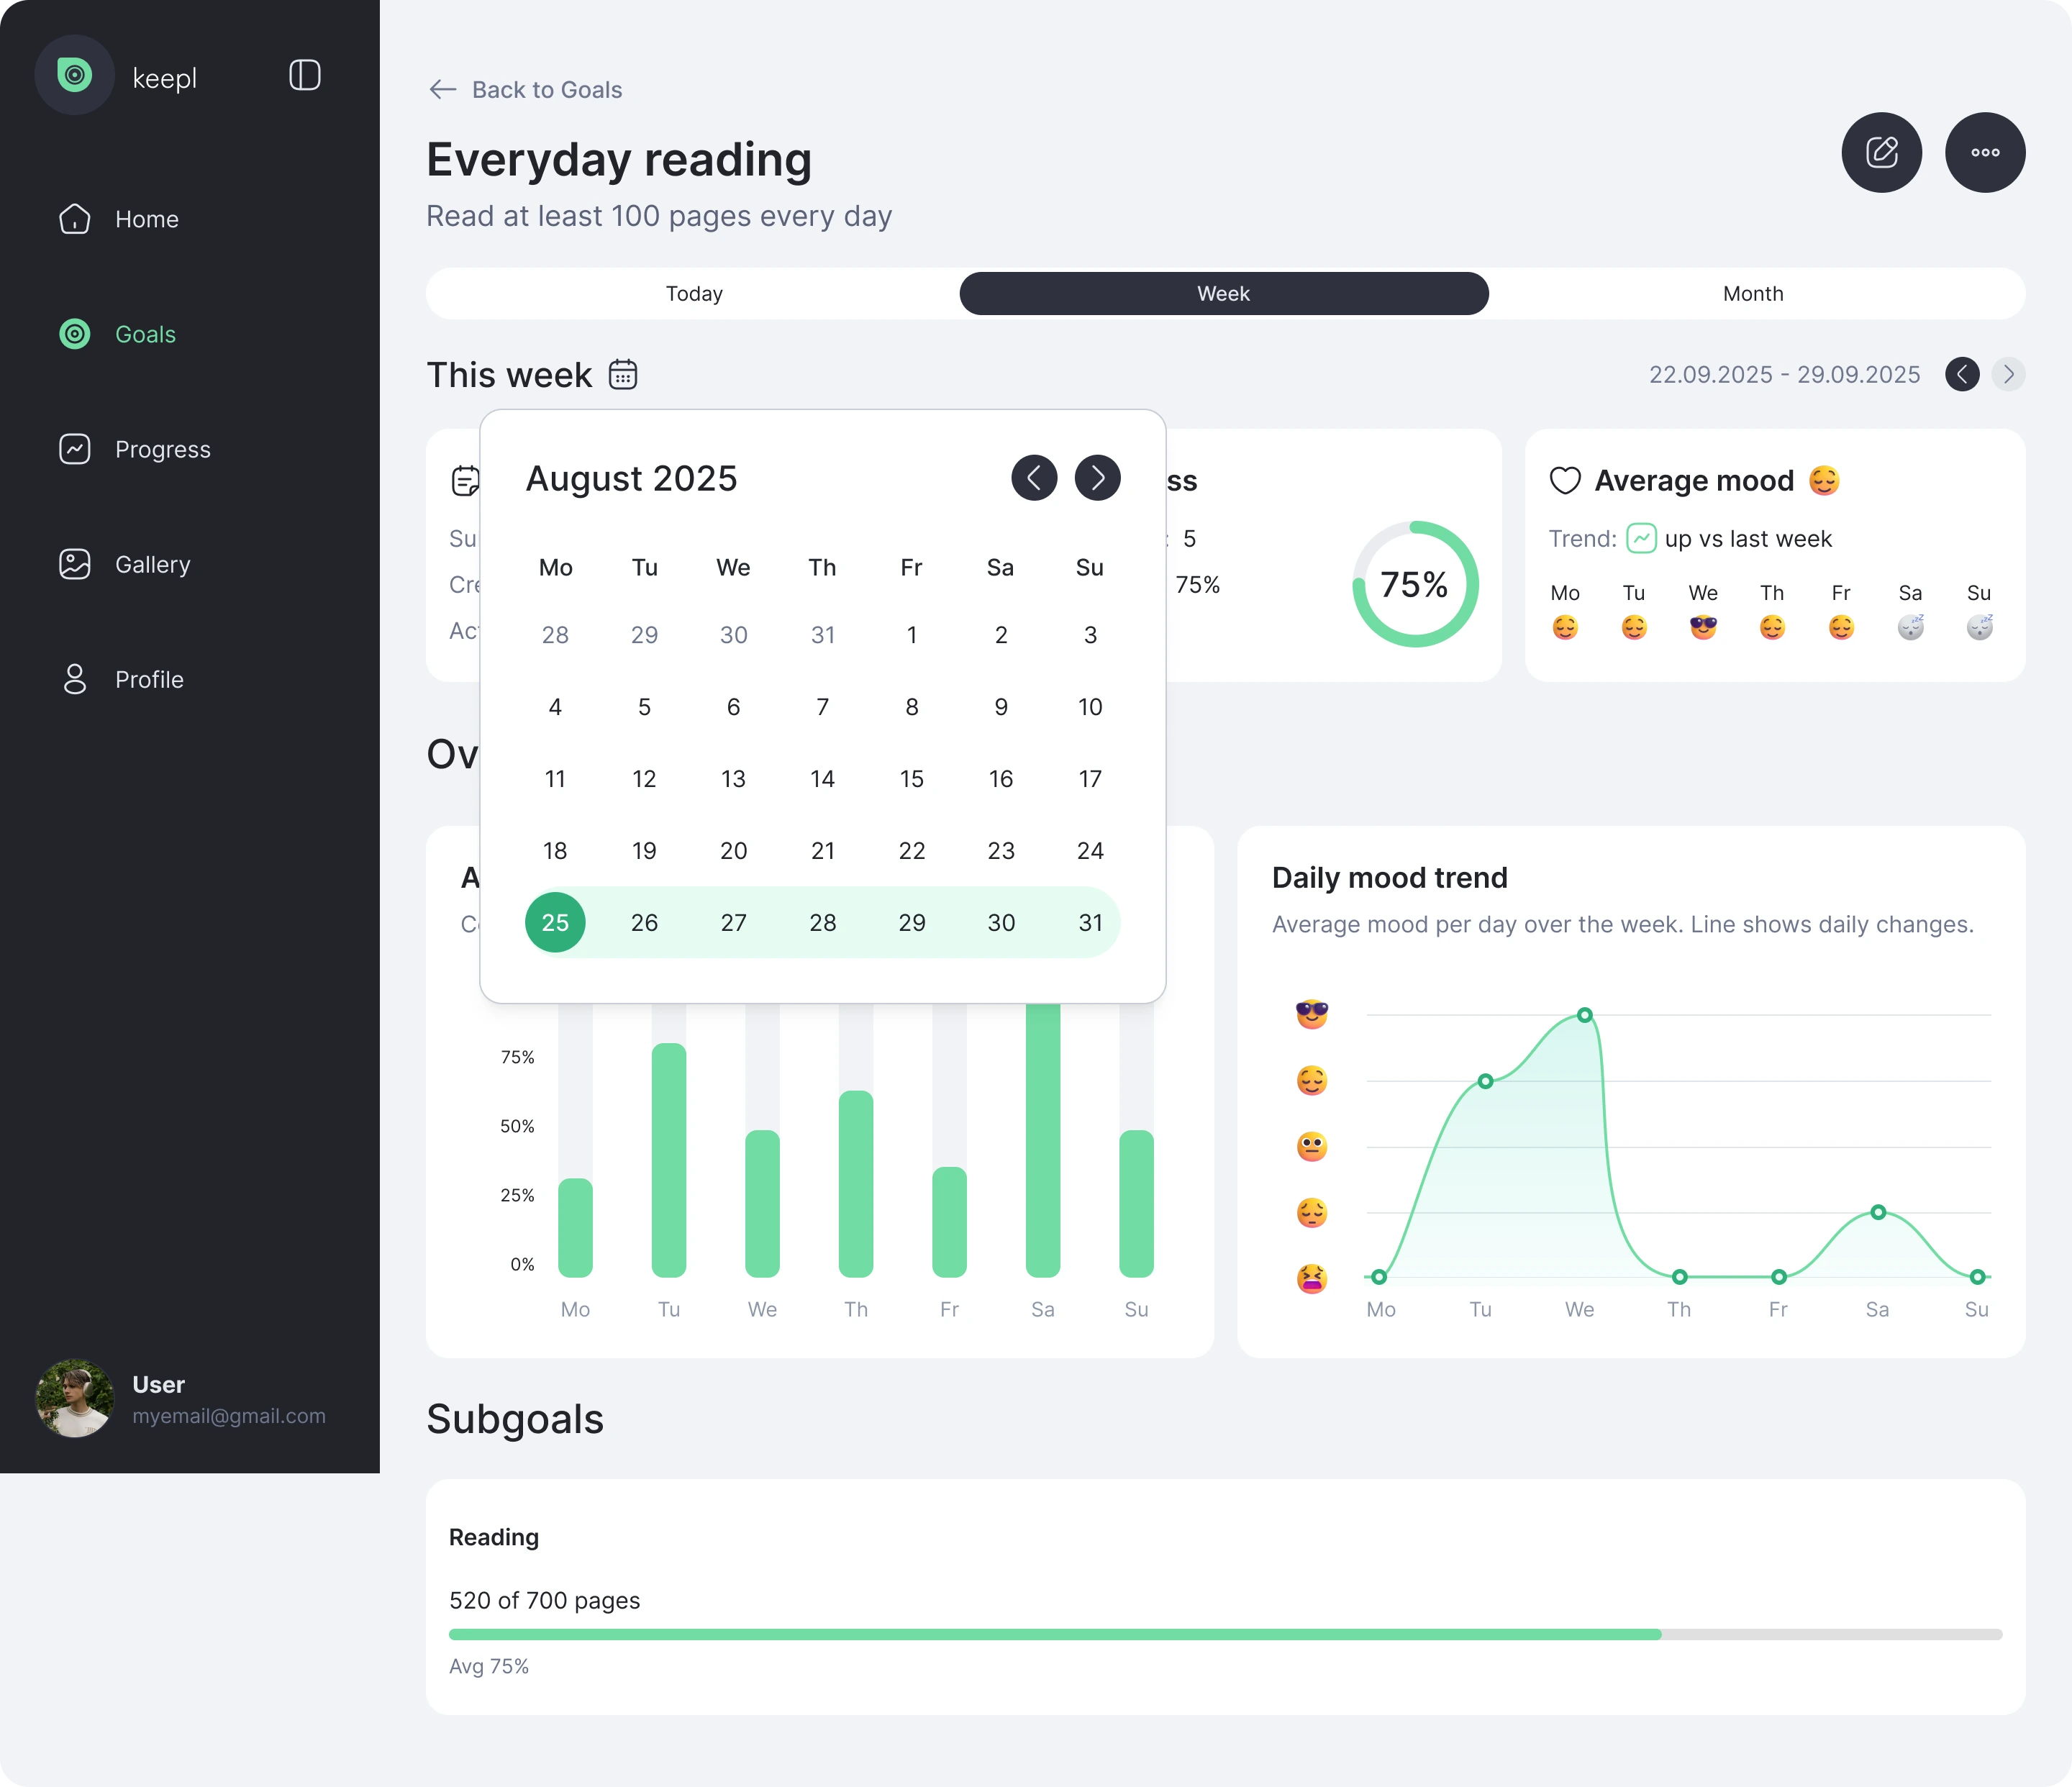 keepl
Home
Goals
Progress
Gallery
Profile
User
myemail@gmail.com
Back to Goals
Everyday reading
Read at least 100 pages every day
Today Week Month
This week
22.09.2025 - 29.09.2025
August 2025
Mo Tu We Th Fr Sa Su
28 29 30 31 1 2 3
4 5 6 7 8 9 10
11 12 13 14 15 16 17
18 19 20 21 22 23 24
25 26 27 28 29 30 31
5
75%
75%
Average mood
Trend: up vs last week
Mo Tu We Th Fr Sa Su
75%
50%
25%
0%
Mo Tu We Th Fr Sa Su
Daily mood trend
Average mood per day over the week. Line shows daily changes.
Mo Tu We Th Fr Sa Su
Subgoals
Reading
520 of 700 pages
Avg 75%